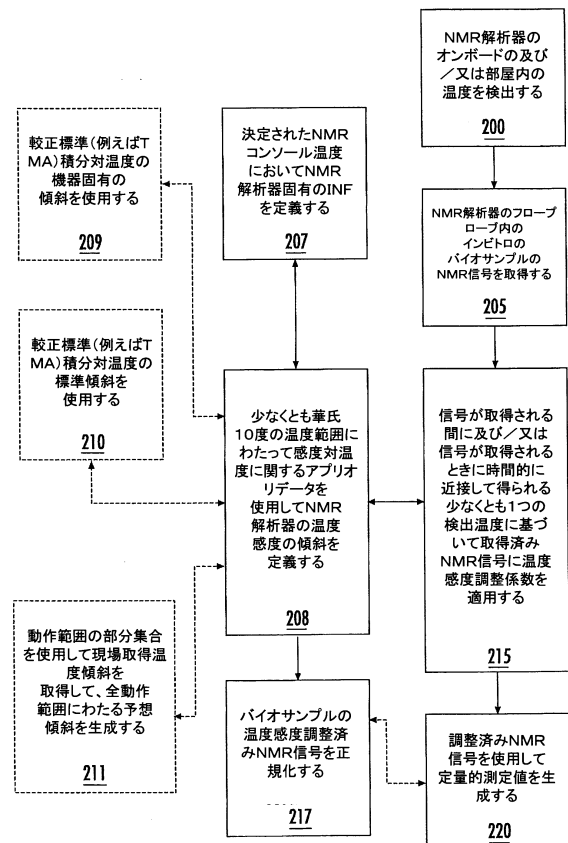 NMR解析器の
オンボードの及び
／又は部屋内の
温度を検出する
200
較正標準(例えばT
MA)積分対温度の
機器固有の
傾斜を使用する
209
決定されたNMR
コンソール温度
においてNMR
解析器固有のINF
を定義する
207
NMR解析器のフロープ
ローブ内の
インビトロの
バイオサンプルの
NMR信号を取得する
205
較正標準(例えばT
MA)積分対温度の
標準傾斜を
使用する
210
少なくとも華氏
10度の温度範囲に
わたって感度対温
度に関するアプリオ
リデータを
使用してNMR
解析器の温度
感度の傾斜を
定義する
208
信号が取得される
間に及び／又は
信号が取得される
ときに時間的に
近接して得られる
少なくとも1つの
検出温度に基づ
いて取得済み
NMR信号に温度
感度調整係数を
適用する
215
動作範囲の部分集合
を使用して現場取得温
度傾斜を
取得して、全動作
範囲にわたる予想
傾斜を生成する
211
バイオサンプルの
温度感度調整済
みNMR信号を正
規化する
217
調整済みNMR
信号を使用して
定量的測定値を生
成する
220